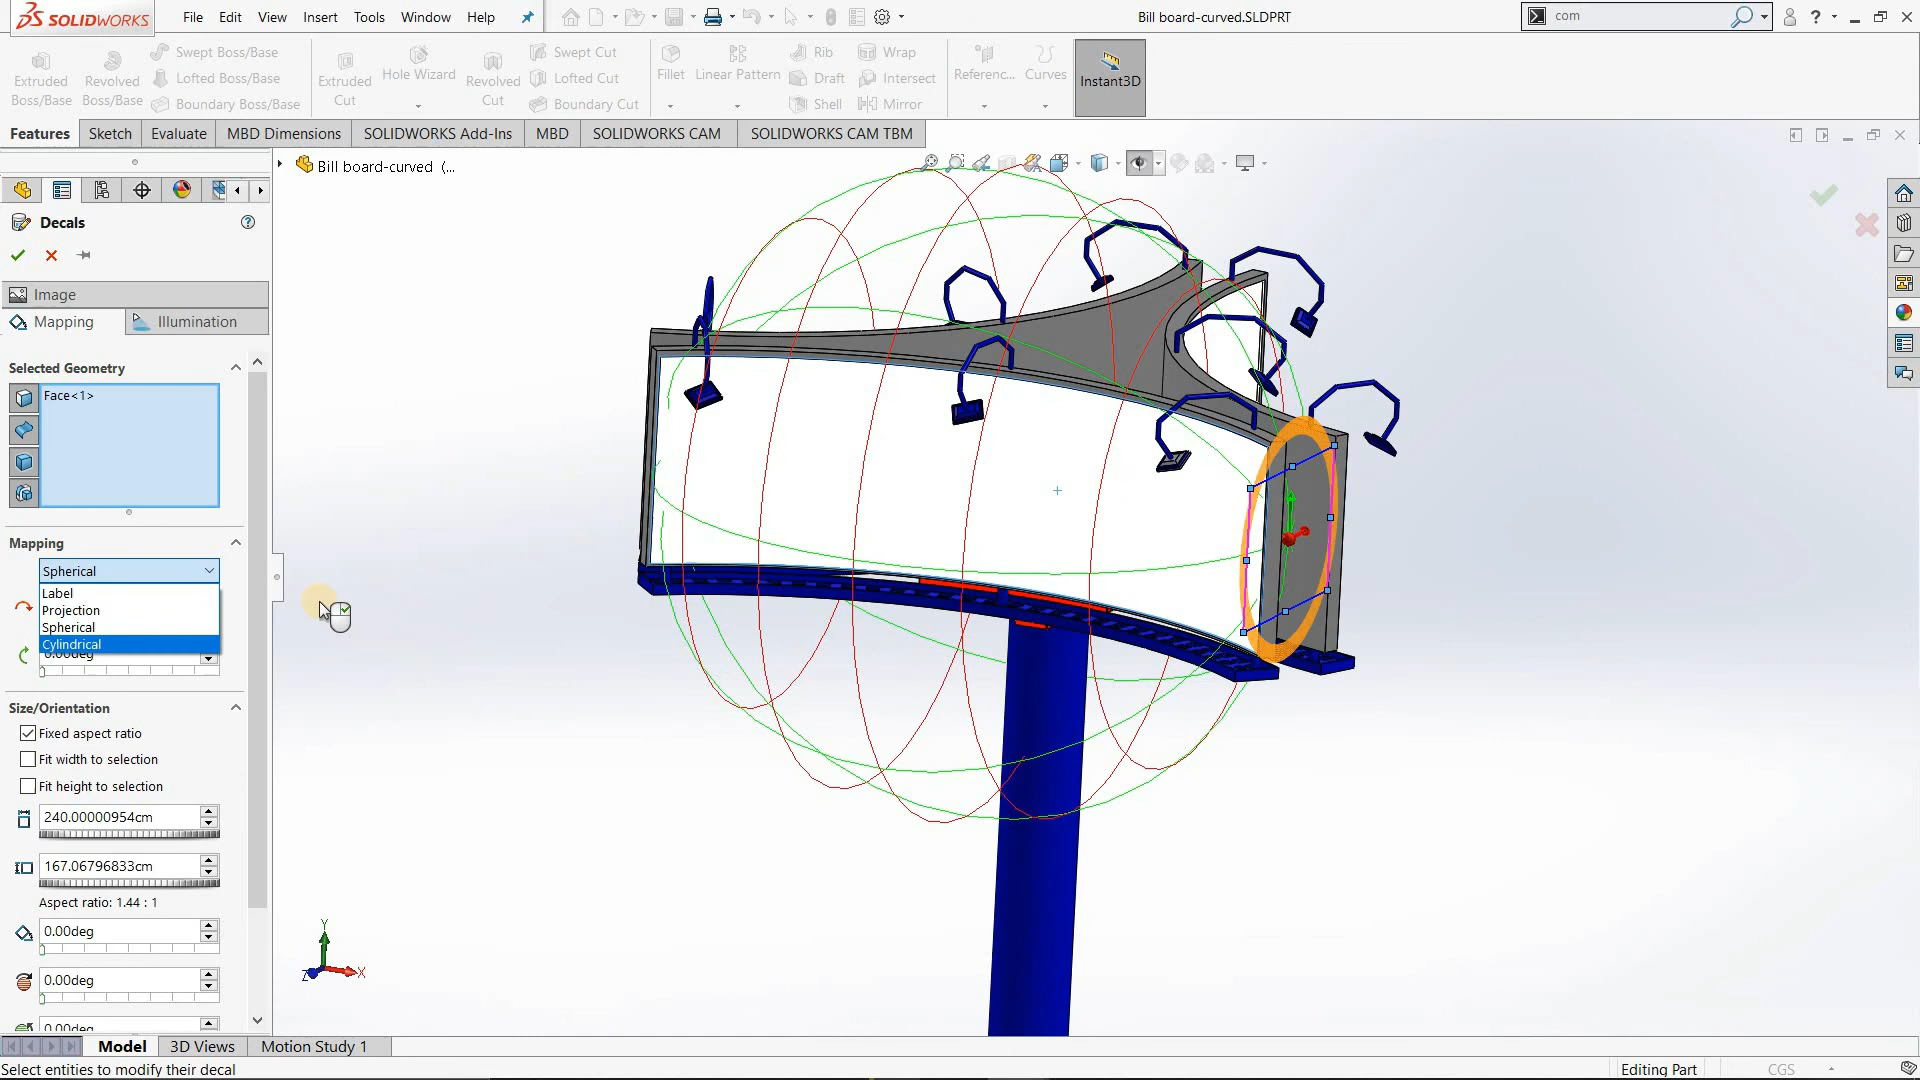 SOLIDWORKS
File Edit View Insert Tools Window Help
Bill board-curved.SLDPRT
com
Extruded Boss/Base
Revolved Boss/Base
Swept Boss/Base
Lofted Boss/Base
Boundary Boss/Base
Extruded Cut
Hole Wizard
Revolved Cut
Swept Cut
Lofted Cut
Boundary Cut
Fillet
Linear Pattern
Rib
Draft
Shell
Wrap
Intersect
Mirror
Referenc...
Curves
Instant3D
Features Sketch Evaluate MBD Dimensions SOLIDWORKS Add-Ins MBD SOLIDWORKS CAM SOLIDWORKS CAM TBM
Bill board-curved (...
Decals
Image
Mapping Illumination
Selected Geometry
Face<1>
Mapping
Spherical
Label
Projection
Spherical
Cylindrical
0.00deg
Size/Orientation
Fixed aspect ratio
Fit width to selection
Fit height to selection
240.00000954cm
167.06796833cm
Aspect ratio: 1.44 : 1
0.00deg
0.00deg
0.00deg
Y
Z X
Model 3D Views Motion Study 1
Select entities to modify their decal
Editing Part
CGS